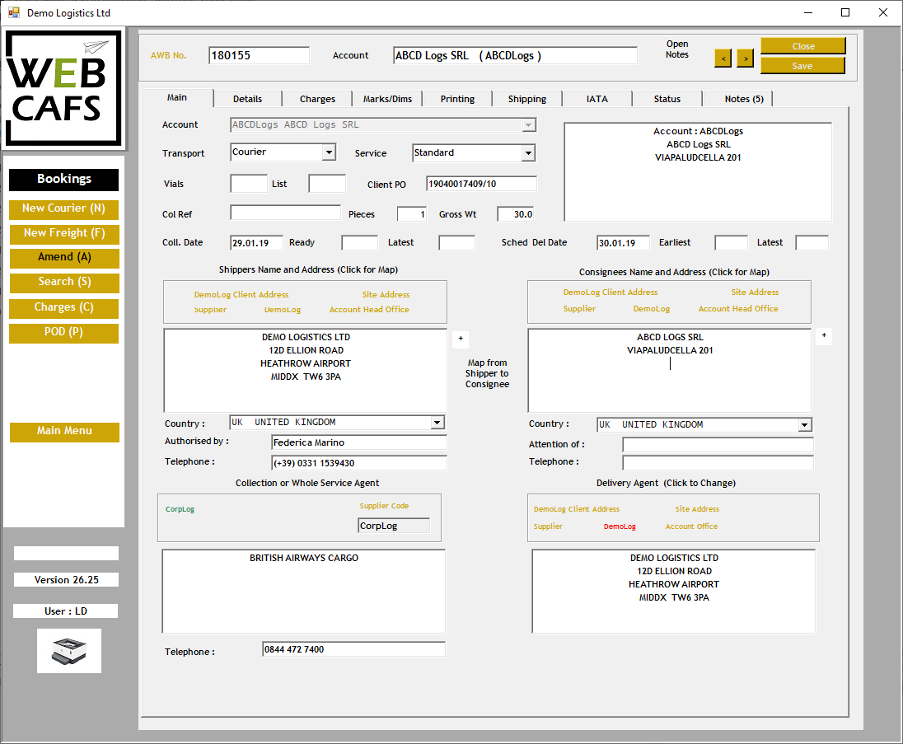 Demo Logistics Ltd
WEB
CAFS
AWB No. 180155 Account ABCD Logs SRL ( ABCDLogs ) Open Notes < > Close
Save
Bookings
New Courier (N)
New Freight (F)
Amend (A)
Search (S)
Charges (C)
POD (P)
Main Menu
Version 26.25
User : LD
Main Details Charges Marks/Dims Printing Shipping IATA Status Notes (5)
Account ABCDLogs ABCD Logs SRL
Transport Courier Service Standard
Vials List Client PO 19040017409/10
Col Ref Pieces 1 Gross Wt 30.0
Account : ABCDLogs
ABCD Logs SRL
VIAPALUDCELLA 201
Coll. Date 29.01.19 Ready Latest Sched Del Date 30.01.19 Earliest Latest
Shippers Name and Address (Click for Map)
DemoLog Client Address Site Address
Supplier DemoLog Account Head Office
DEMO LOGISTICS LTD
12D ELLION ROAD
HEATHROW AIRPORT
MIDDX TW6 3PA
+
Map from
Shipper to
Consignee
Country : UK UNITED KINGDOM
Authorised by : Federica Marino
Telephone : (+39) 0331 1539430
Consignees Name and Address (Click for Map)
DemoLog Client Address Site Address
Supplier DemoLog Account Head Office
ABCD LOGS SRL
VIAPALUDCELLA 201
+
Country : UK UNITED KINGDOM
Attention of :
Telephone :
Collection or Whole Service Agent
CorpLog Supplier Code
CorpLog
BRITISH AIRWAYS CARGO
Telephone : 0844 472 7400
Delivery Agent (Click to Change)
DemoLog Client Address Site Address
Supplier DemoLog Account Office
DEMO LOGISTICS LTD
12D ELLION ROAD
HEATHROW AIRPORT
MIDDX TW6 3PA